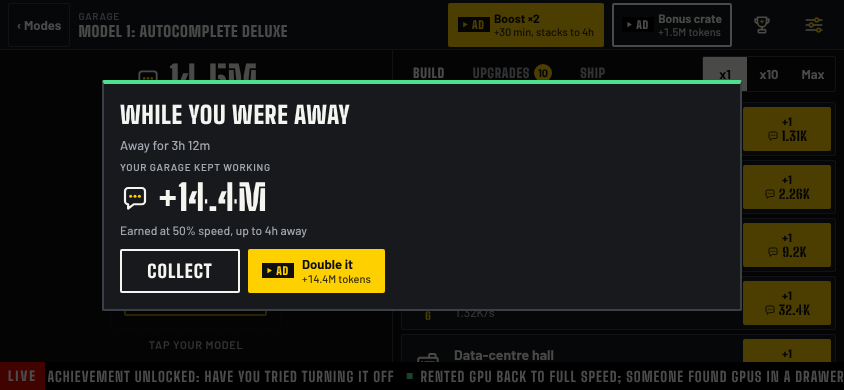 ‹ Modes
GARAGE
MODEL 1: AUTOCOMPLETE DELUXE
AD
Boost ×2
+30 min, stacks to 4h
AD
Bonus crate
+1.5M tokens
14.5M
BUILD
UPGRADES 10
SHIP
x1
x10
Max
WHILE YOU WERE AWAY
Away for 3h 12m
YOUR GARAGE KEPT WORKING
+14.4M
Earned at 50% speed, up to 4h away
COLLECT
AD
Double it
+14.4M tokens
+1
1.31K
+1
2.26K
+1
9.2K
+1
32.4K
6
1.32K/s
TAP YOUR MODEL
Data-centre hall
+1
LIVE
ACHIEVEMENT UNLOCKED: HAVE YOU TRIED TURNING IT OFF
RENTED GPU BACK TO FULL SPEED; SOMEONE FOUND GPUS IN A DRAWER